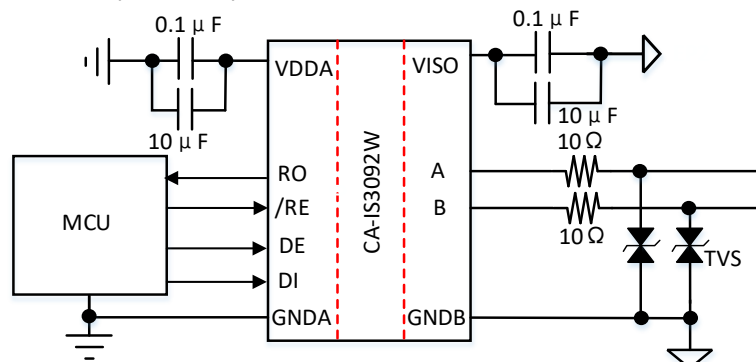 0.1 μ F
0.1 μ F
VDDA
VISO
10 μ F
10 μ F
10 Ω
RO
A
MCU
/RE
B
CA-IS3092W
DE
10 Ω
TVS
DI
GNDA
GNDB